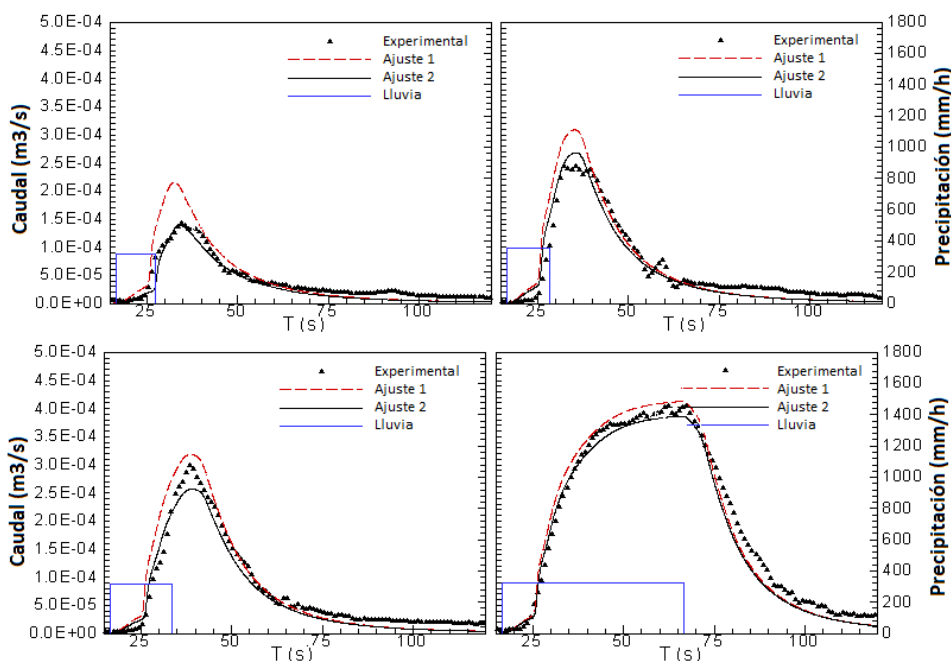 5.0E-04
4.5E-04
4.0E-04
3.5E-04
3.0E-04
2.5E-04
2.0E-04
1.5E-04
1.0E-04
5.0E-05
0.0E+00
Caudal (m3/s)
Experimental
Ajuste 1
Ajuste 2
Lluvia
25
50
75
100
T (s)
Experimental
Ajuste 1
Ajuste 2
Lluvia
25
50
75
100
T (s)
1800
1600
1400
1200
1000
800
600
400
200
0
Precipitación (mm/h)
5.0E-04
4.5E-04
4.0E-04
3.5E-04
3.0E-04
2.5E-04
2.0E-04
1.5E-04
1.0E-04
5.0E-05
0.0E+00
Caudal (m3/s)
Experimental
Ajuste 1
Ajuste 2
Lluvia
25
50
75
100
T (s)
Experimental
Ajuste 1
Ajuste 2
Lluvia
25
50
75
100
T (s)
1800
1600
1400
1200
1000
800
600
400
200
0
Precipitación (mm/h)